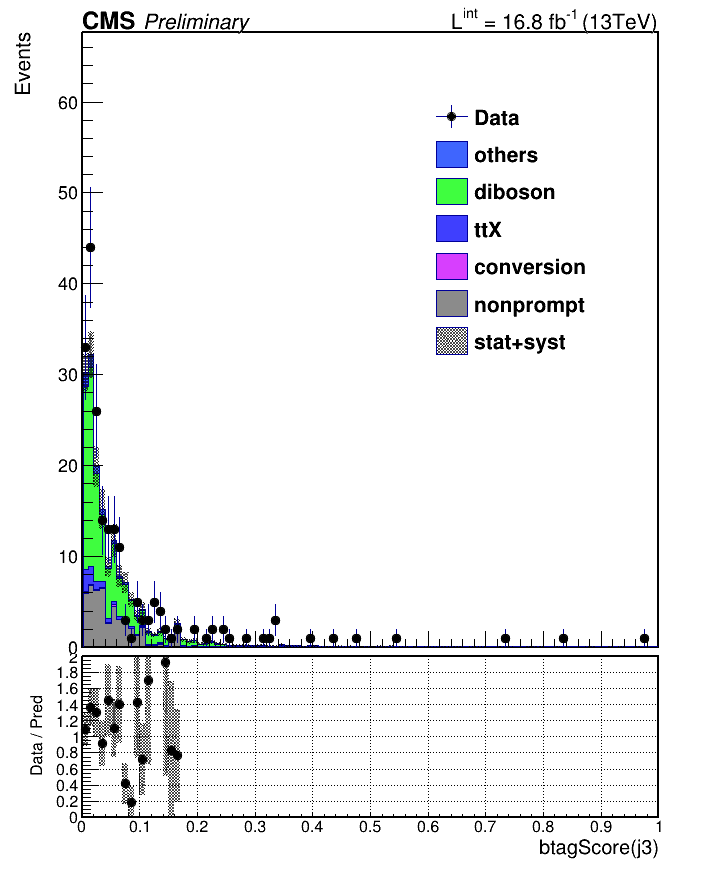 CMS Preliminary
L^int = 16.8 fb^-1 (13TeV)
Events
60
50
40
30
20
10
0
Data
others
diboson
ttX
conversion
nonprompt
stat+syst
Data / Pred
2
1.8
1.6
1.4
1.2
1
0.8
0.6
0.4
0.2
0
0 0.1 0.2 0.3 0.4 0.5 0.6 0.7 0.8 0.9 1
btagScore(j3)